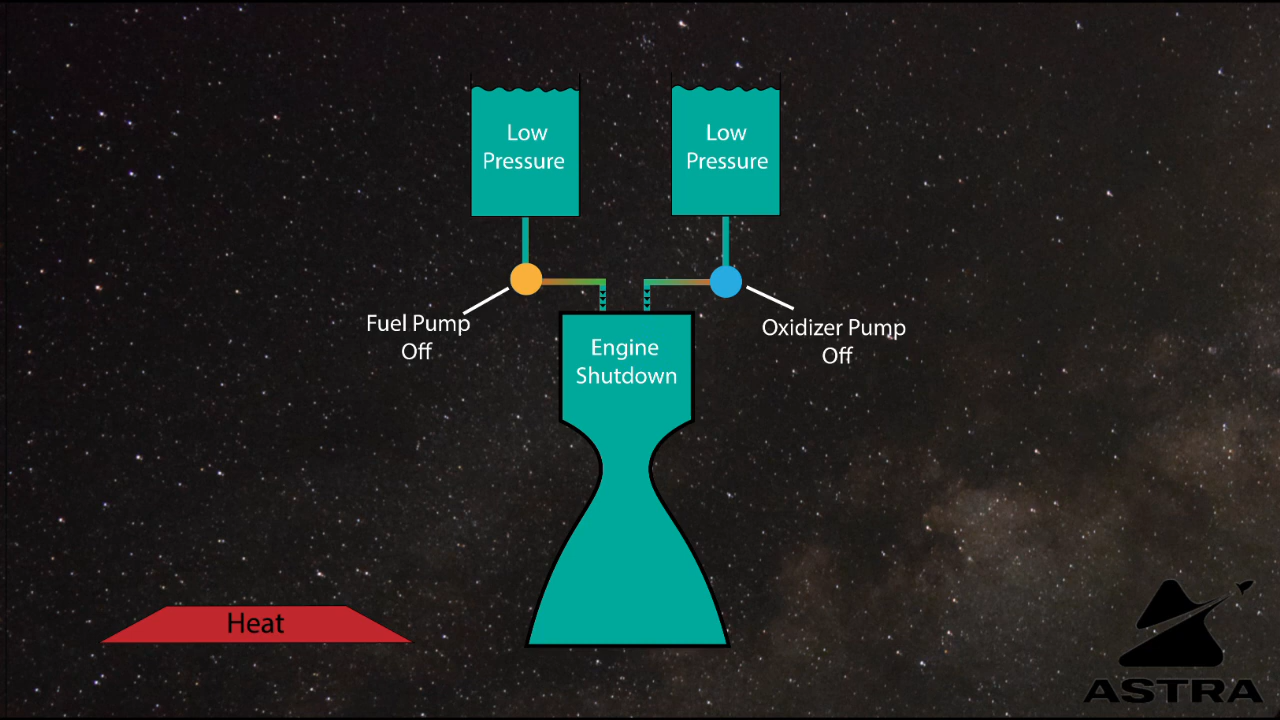 Low
Pressure
Low
Pressure
Fuel Pump
Off
Oxidizer Pump
Off
Engine
Shutdown
Heat
ASTRA